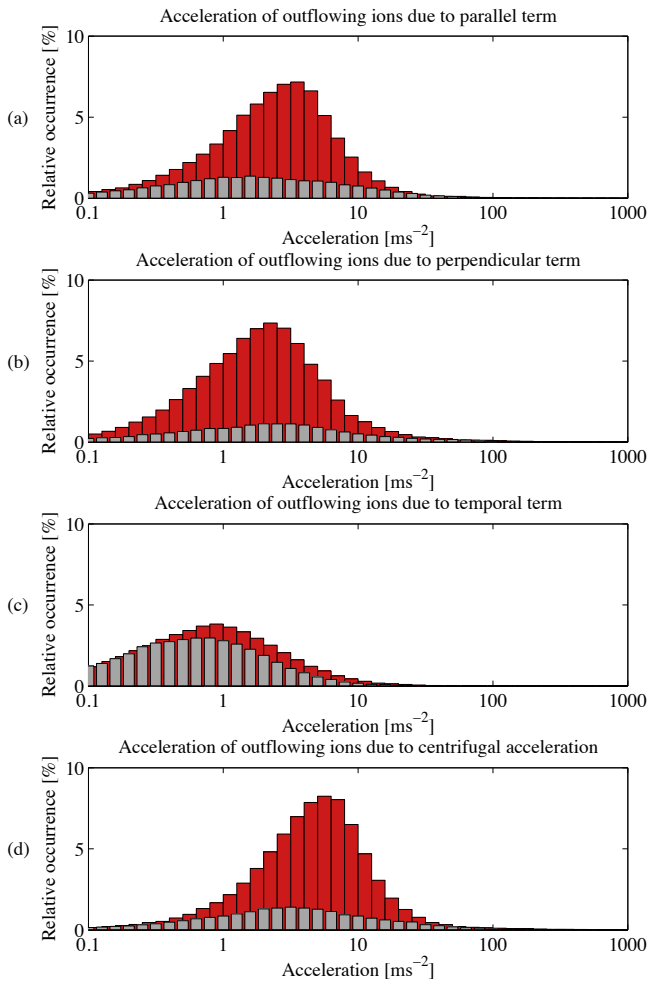 Acceleration of outflowing ions due to parallel term
(a)
Relative occurrence [%]
10
5
0
0.1 1 10 100 1000
Acceleration [ms−2]
Acceleration of outflowing ions due to perpendicular term
(b)
Relative occurrence [%]
10
5
0
0.1 1 10 100 1000
Acceleration [ms−2]
Acceleration of outflowing ions due to temporal term
(c)
Relative occurrence [%]
10
5
0
0.1 1 10 100 1000
Acceleration [ms−2]
Acceleration of outflowing ions due to centrifugal acceleration
(d)
Relative occurrence [%]
10
5
0
0.1 1 10 100 1000
Acceleration [ms−2]